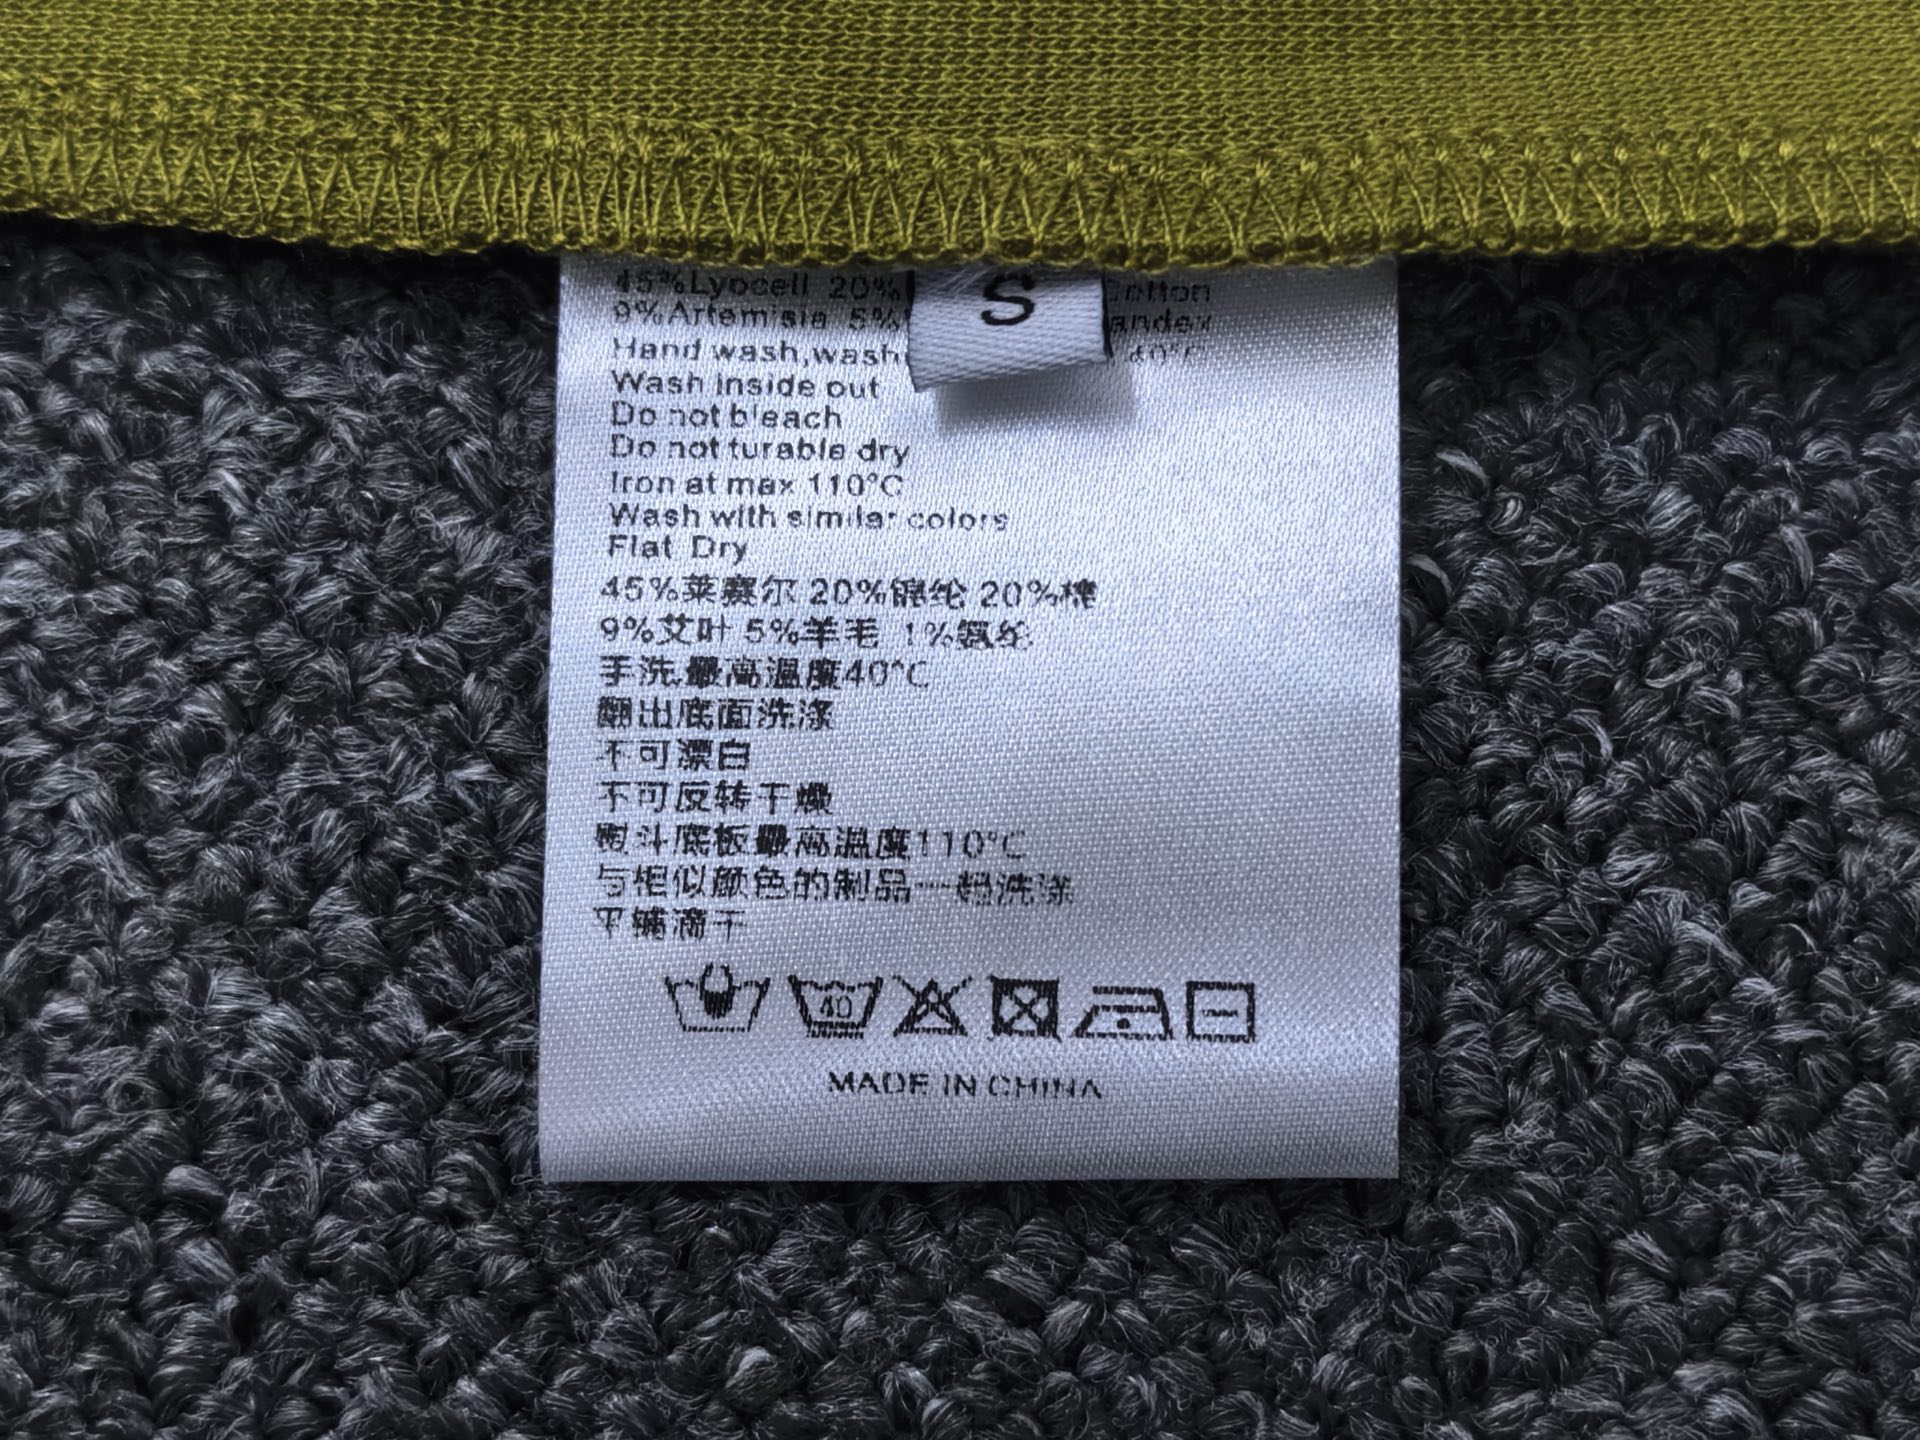 45%Lyocell 20%
S
9%Artemisia 5%
Hand wash,wash 40°C
Wash inside out
Do not bleach
Do not turable dry
Iron at max 110°C
Wash with similar colors
Flat Dry
45%莱赛尔 20%锦纶 20%棉
9%艾叶 5%羊毛 1%氨纶
手洗,最高温度40°C
翻出底面洗涤
不可漂白
不可反转干燥
熨斗底板最高温度110°C
与相似颜色的制品一起洗涤
平铺滴干
40
MADE IN CHINA